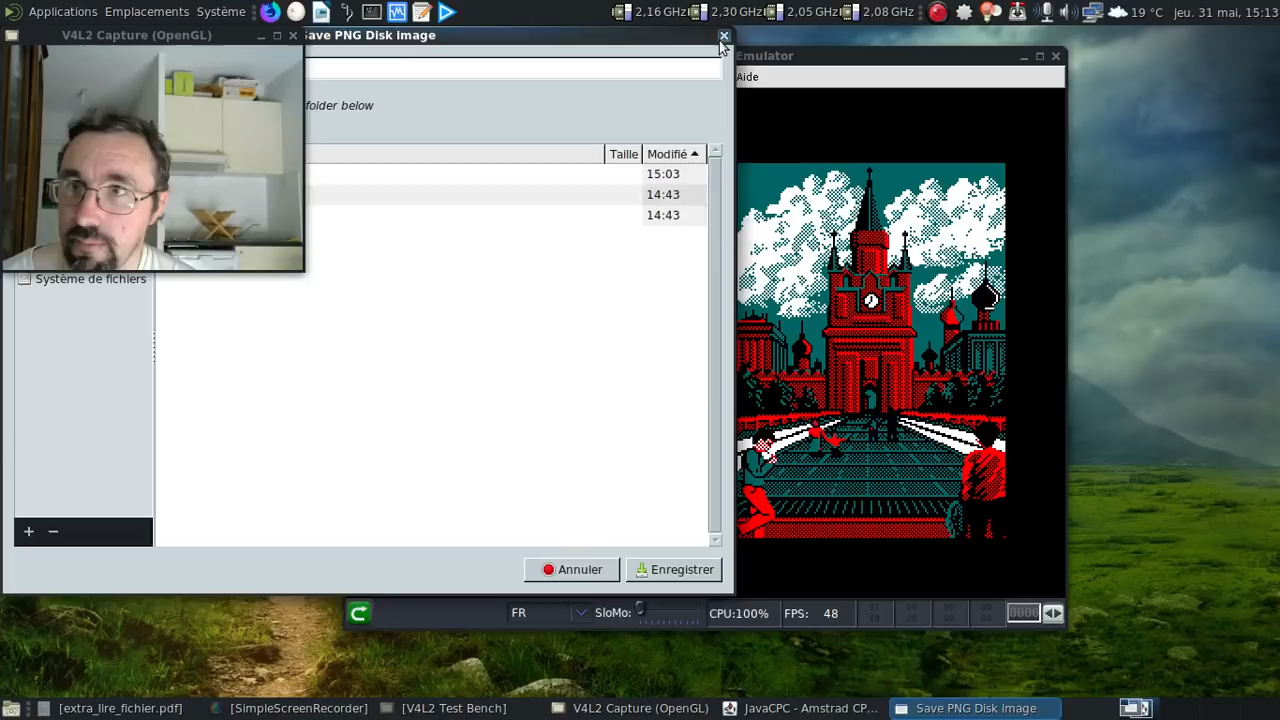 Applications Emplacements Système
2,16 GHz 2,30 GHz 2,05 GHz 2,08 GHz
19 °C jeu. 31 mai, 15:13
V4L2 Capture (OpenGL)
Save PNG Disk Image
Emulator
Aide
folder below
Taille Modifié
15:03
14:43
14:43
Système de fichiers
Annuler Enregistrer
FR SloMo: CPU:100% FPS: 48
[extra_lire_fichier.pdf] [SimpleScreenRecorder] [V4L2 Test Bench] V4L2 Capture (OpenGL) JavaCPC - Amstrad CP... Save PNG Disk Image